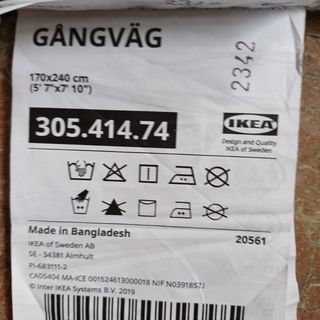 GÅNGVÄG
170x240 cm
(5' 7"x7' 10")
2342
305.414.74
IKEA
Design and Quality
IKEA of Sweden
Made in Bangladesh
20561
IKEA of Sweden AB
SE - 34381 Älmhult
PI-683111-2
CA05404 MA-ICE 001524613000018 NIF N0391857J
© Inter IKEA Systems B.V. 2019